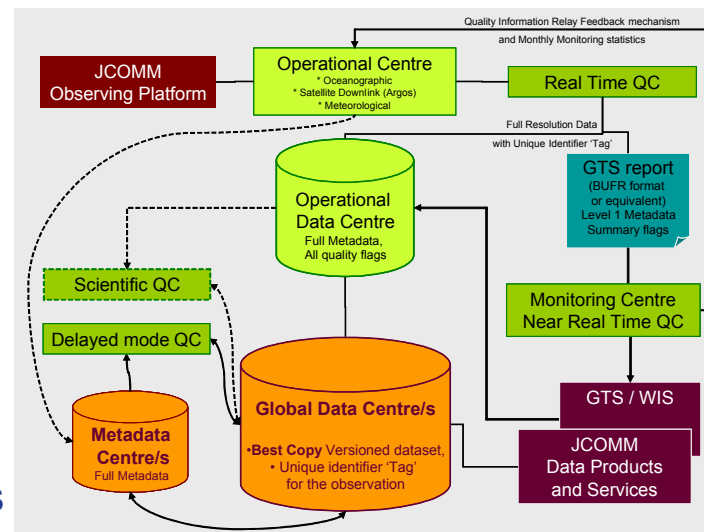 Quality Information Relay Feedback mechanism
and Monthly Monitoring statistics
JCOMM
Observing Platform
Operational Centre
* Oceanographic
* Satellite Downlink (Argos)
* Meteorological
Real Time QC
Full Resolution Data
with Unique Identifier 'Tag'
GTS report
(BUFR format
or equivalent)
Level 1 Metadata
Summary flags
Operational
Data Centre
Full Metadata,
All quality flags
Scientific QC
Delayed mode QC
Monitoring Centre
Near Real Time QC
Metadata
Centre/s
Full Metadata
Global Data Centre/s
•Best Copy Versioned dataset,
• Unique identifier 'Tag'
for the observation
GTS / WIS
JCOMM
Data Products
and Services
s